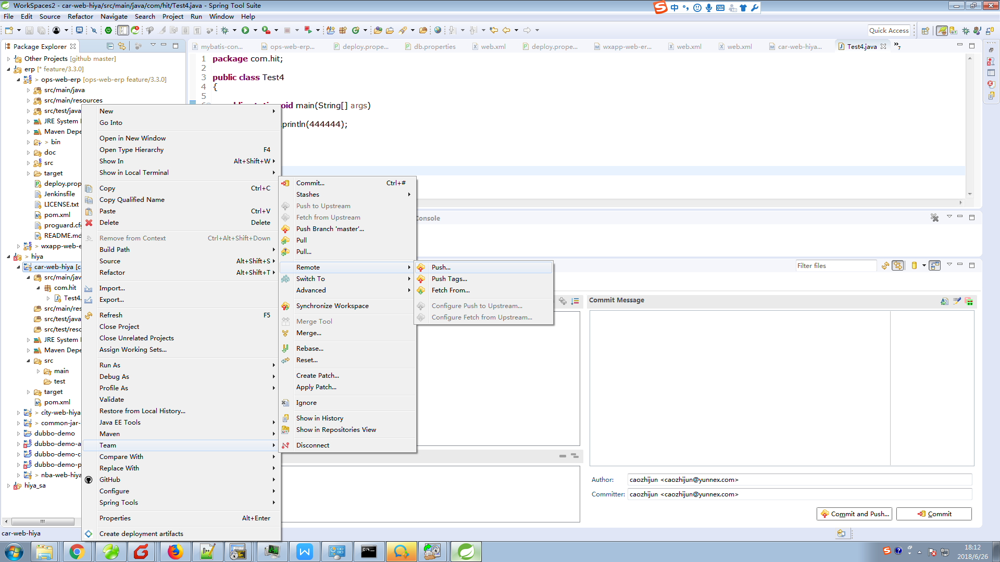 WorkSpaces2 - car-web-hiya/src/main/java/com/hit/Test4.java - Spring Tool Suite
中
File Edit Source Refactor Navigate Search Project Run Window Help
Quick Access
Package Explorer
mybatis-con...
ops-web-erp...
deploy.prope...
db.properties
web.xml
deploy.prope...
wxapp-web-er...
web.xml
web.xml
car-web-hiya...
Test4.java
»7
Other Projects [github master]
erp [* feature/3.3.0]
> ops-web-erp [ops-web-erp feature/3.3.0]
src/main/java
src/main/resources
src/test/java
JRE System
Maven Depe
> bin
doc
src
target
deploy.prop
Jenkinsfile
LICENSE.txt
pom.xml
proguard.cfg
README.md
> wxapp-web-e
> hiya
car-web-hiya [c
src/main/jav
com.hit
Test4.
src/main/res
src/test/java
src/test/reso
JRE System
Maven Depe
src
main
test
target
pom.xml
> city-web-hiya
> common-jar-
dubbo-demo
dubbo-demo-a
dubbo-demo-c
dubbo-demo-p
> nba-web-hiya
hiya_sa
1 package com.hit;
2
3 public class Test4
4 {
5
oid main(String[] args)
println(444444);
New
Go Into
Open in New Window
Open Type Hierarchy F4
Show In Alt+Shift+W
Show in Local Terminal
Copy Ctrl+C
Copy Qualified Name
Paste Ctrl+V
Delete Delete
Remove from Context Ctrl+Alt+Shift+Down
Build Path
Source Alt+Shift+S
Refactor Alt+Shift+T
Import...
Export...
Refresh F5
Close Project
Close Unrelated Projects
Assign Working Sets...
Run As
Debug As
Profile As
Validate
Restore from Local History...
Java EE Tools
Maven
Team
Compare With
Replace With
GitHub
Configure
Spring Tools
Properties Alt+Enter
Create deployment artifacts
Commit... Ctrl+#
Stashes
Push to Upstream
Fetch from Upstream
Push Branch 'master'...
Pull
Pull...
Remote
Switch To
Advanced
Synchronize Workspace
Merge Tool
Merge...
Rebase...
Reset...
Create Patch...
Apply Patch...
Ignore
Show in History
Show in Repositories View
Disconnect
Push...
Push Tags...
Fetch From...
Configure Push to Upstream...
Configure Fetch from Upstream...
Console
Filter files
Commit Message
Author: caozhijun <caozhijun@yunnex.com>
Committer: caozhijun <caozhijun@yunnex.com>
Commit and Push...
Commit
car-web-hiya
18:12
2018/6/26